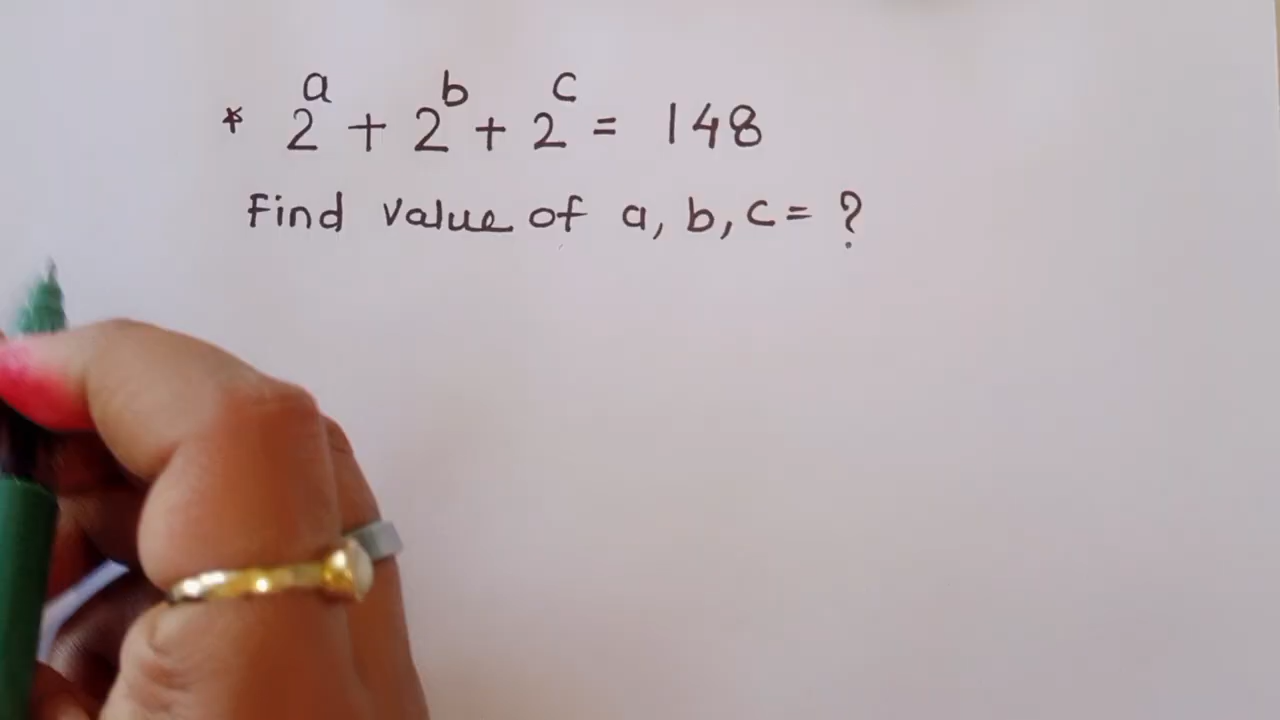 * 2^a + 2^b + 2^c = 148
Find value of a, b, c = ?